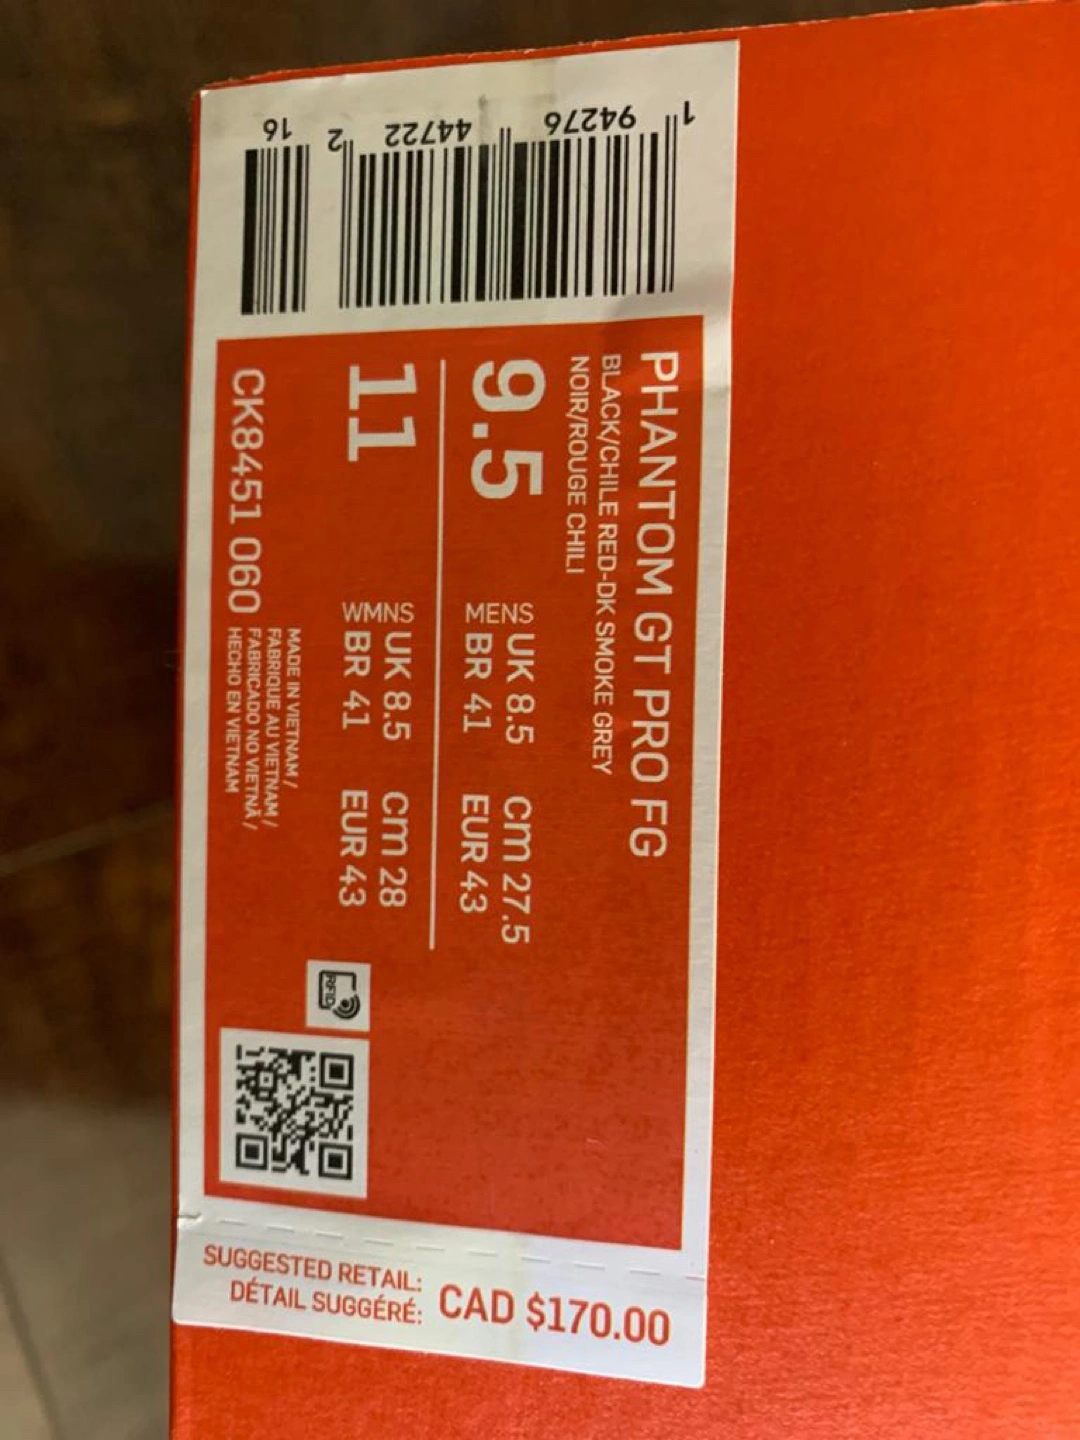 PHANTOM GT PRO FG
BLACK/CHILE RED-DK SMOKE GREY
NOIR/ROUGE CHILI
9.5 MENS UK 8.5 cm 27.5
BR 41 EUR 43
11 WMNS UK 8.5 cm 28
BR 41 EUR 43
CK8451 060
MADE IN VIETNAM /
FABRIQUE AU VIETNAM /
FABRICADO NO VIETNÃ /
HECHO EN VIETNAM
RFID
1 94276 44722 2 16
SUGGESTED RETAIL:
DÉTAIL SUGGÉRÉ:
CAD $170.00